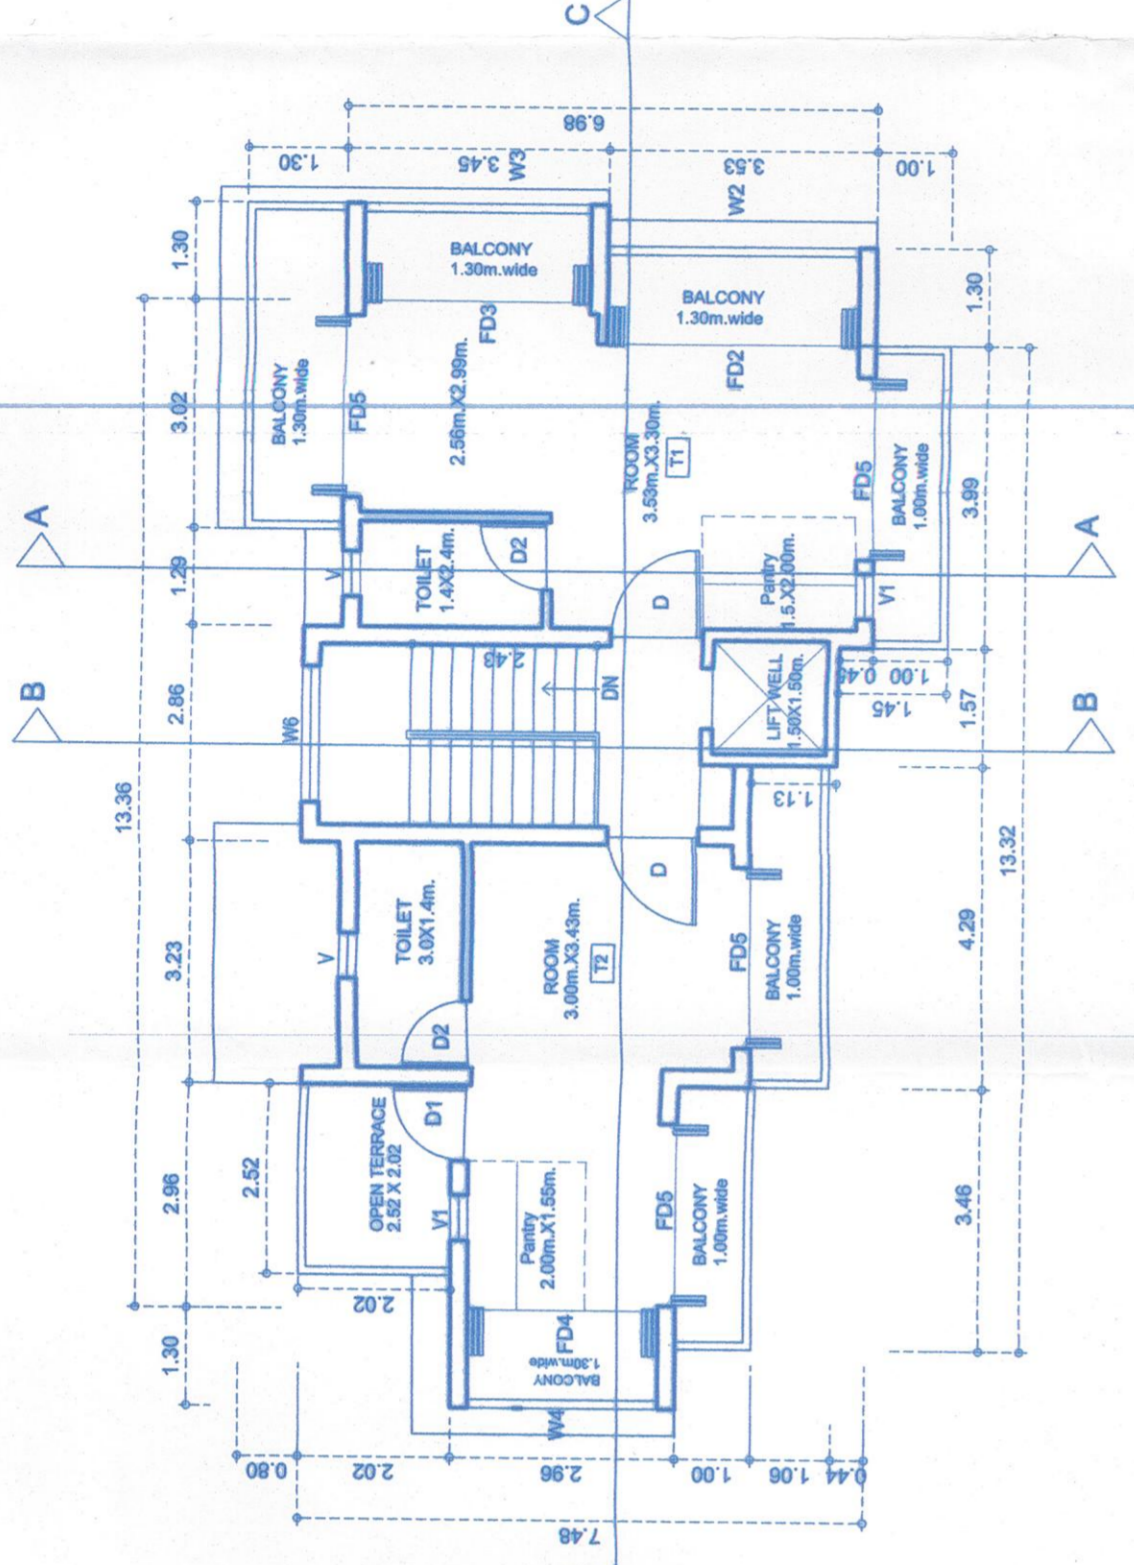 C
6.98
1.30
3.45
3.53
1.00
W3
W2
1.30
BALCONY
1.30m.wide
BALCONY
1.30m.wide
1.30
FD3
FD2
3.02
BALCONY
1.30m.wide
FD5
2.56m.X2.99m.
ROOM
3.53m.X3.30m.
T1
FD5
BALCONY
1.00m.wide
3.99
A
1.29
V
TOILET
1.4X2.4m.
D2
D
Pantry
1.5.X2.00m.
V1
A
B
2.86
W6
2.43
DN
LIFT WELL
1.50X1.50m.
1.00
0.45
1.45
1.57
B
13.36
1.13
13.32
3.23
V
TOILET
3.0X1.4m.
D2
ROOM
3.00m.X3.43m.
T2
D
FD5
BALCONY
1.00m.wide
4.29
2.96
2.52
OPEN TERRACE
2.52 X 2.02
D1
V1
Pantry
2.00m.X1.55m.
FD5
BALCONY
1.00m.wide
3.46
2.02
1.30
FD4
BALCONY
1.30m.wide
W4
0.80
2.02
2.96
1.00
1.06
0.44
7.48